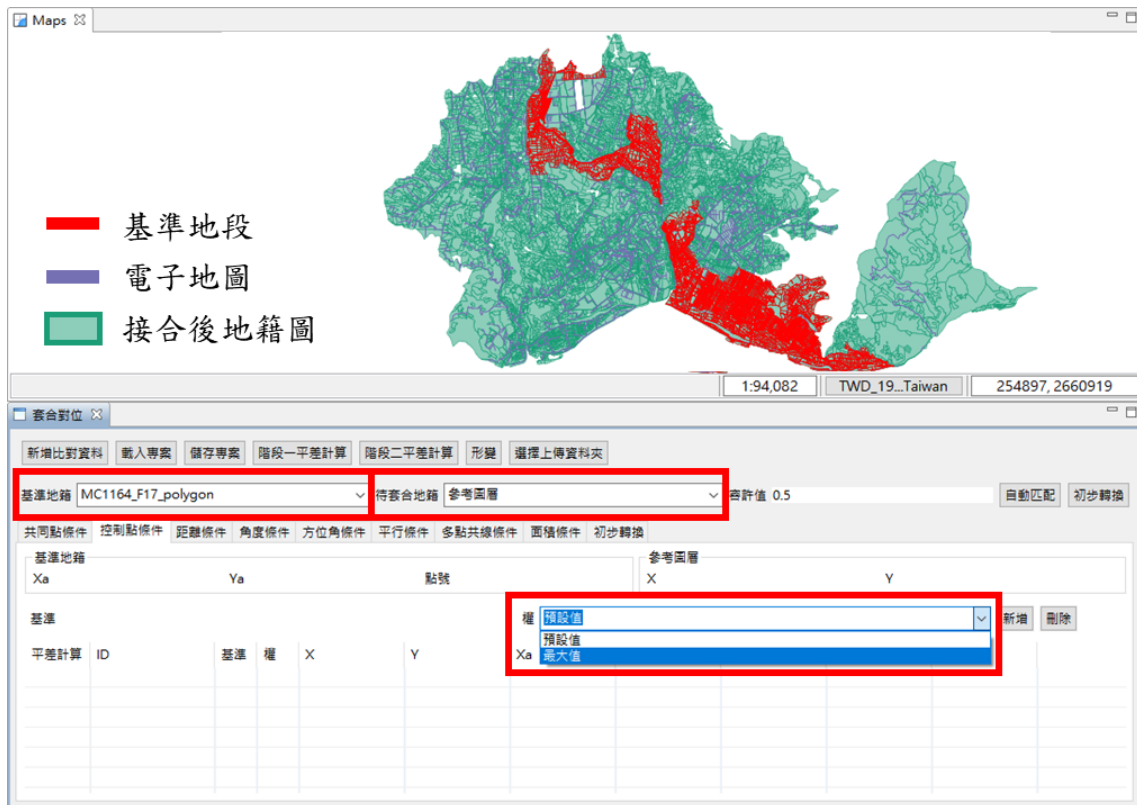 Maps
基準地段
電子地圖
接合後地籍圖
1:94,082 TWD_19...Taiwan 254897, 2660919
套合對位
新增比對資料 載入專案 儲存專案 階段一平差計算 階段二平差計算 形變 選擇上傳資料夾
基準地籍 MC1164_F17_polygon 待套合地籍 參考圖層 容許值 0.5 自動匹配 初步轉換
共同點條件 控制點條件 距離條件 角度條件 方位角條件 平行條件 多點共線條件 面積條件 初步轉換
基準地籍 參考圖層
Xa Ya 點號 X Y
基準 權 預設值 新增 刪除
預設值
平差計算 ID 基準 權 X Y Xa 最大值